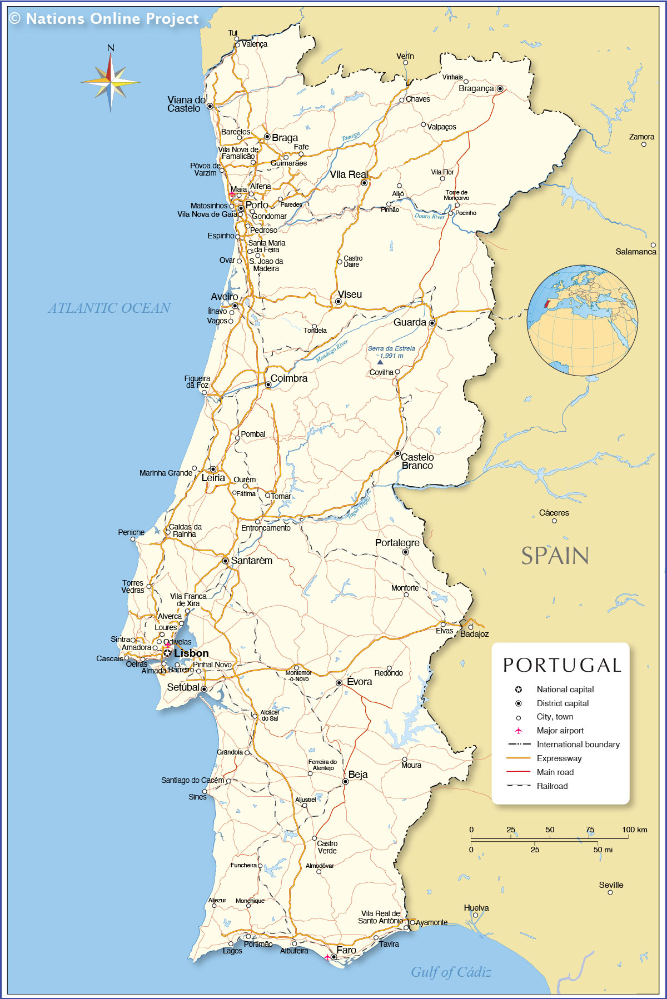 © Nations Online Project
N
Tui
Valença
Verín
Vinhais
Bragança
Viana do
Castelo
Chaves
Valpaços
Barcelos
Braga
Tamega
Zamora
Fafe
Vila Nova de
Famalicão
Guimarães
Póvoa de
Varzim
Vila Real
Vila Flor
Maia
Alfena
Alijó
Torre de
Moncorvo
Matosinhos
Porto
Paredes
Pinhão
Pocinho
Vila Nova de Gaia
Gondomar
Douro River
Pedroso
Espinho
Santa Maria
da Feira
Salamanca
Ovar
S. Joao da
Madeira
Castro
Daire
Aveiro
Viseu
ATLANTIC OCEAN
Ílhavo
Vagos
Guarda
Tondela
Mondego River
Serra da Estrela
1,991 m
Covilha
Figueira
da Foz
Coimbra
Pombal
Castelo
Branco
Marinha Grande
Leiria
Ourém
Fátima
Tomar
Tagus (Tejo)
Cáceres
Entroncamento
Caldas da
Rainha
Peniche
Portalegre
SPAIN
Santarém
Torres
Vedras
Monforte
Vila Franca
de Xira
Alverca
Loures
Elvas
Badajoz
Sintra
Odivelas
Amadora
Lisbon
Cascais
Oeiras
Almada
Barreiro
Pinhal Novo
Montemor
-o-Novo
Redondo
Évora
Setúbal
Alcácer
do Sal
Grândola
Ferreira do
Alentejo
Moura
Beja
Santiago do Cacém
Sines
Aljustrel
Castro
Verde
Funcheira
Almodôvar
Seville
Aljezur
Monchique
Huelva
Vila Real de
Santo António
Ayamonte
Lagos
Portimão
Albufeira
Tavira
Faro
Gulf of Cádiz
PORTUGAL
National capital
District capital
City, town
Major airport
International boundary
Expressway
Main road
Railroad
0 25 50 75 100 km
0 25 50 mi